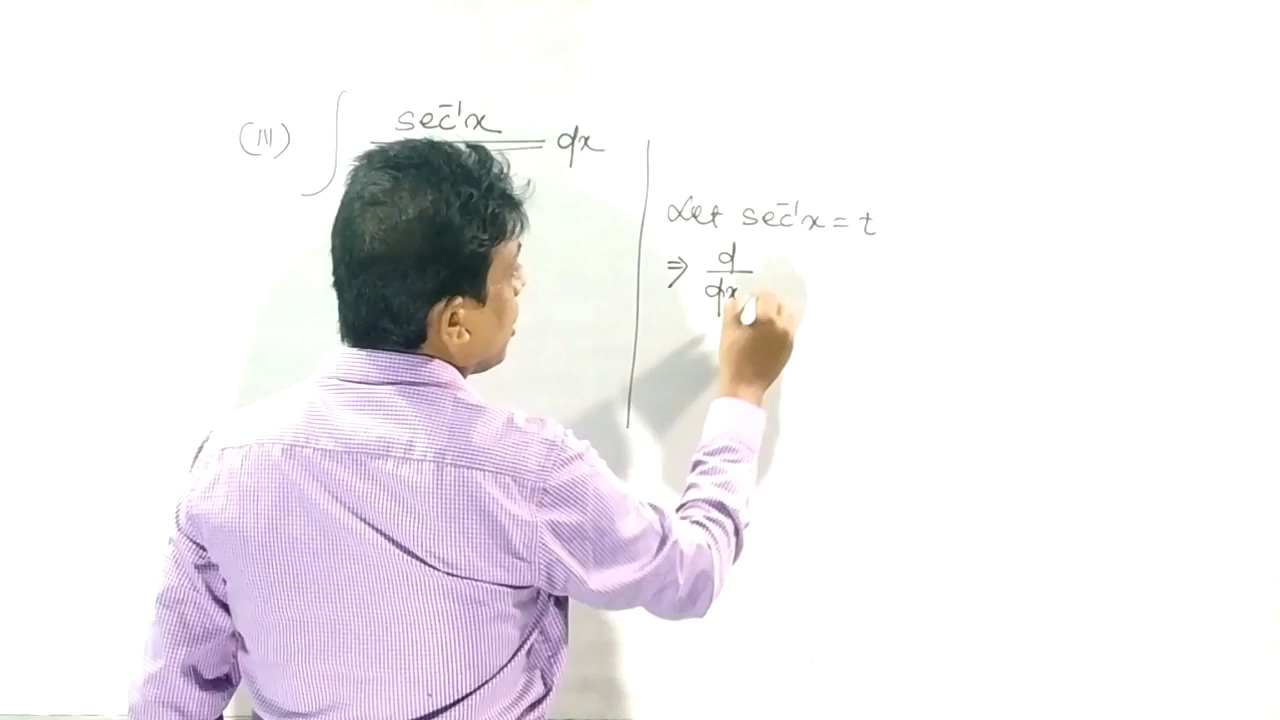 (III) ∫ sec⁻¹x dx
Let sec⁻¹x = t
⇒ d/dx